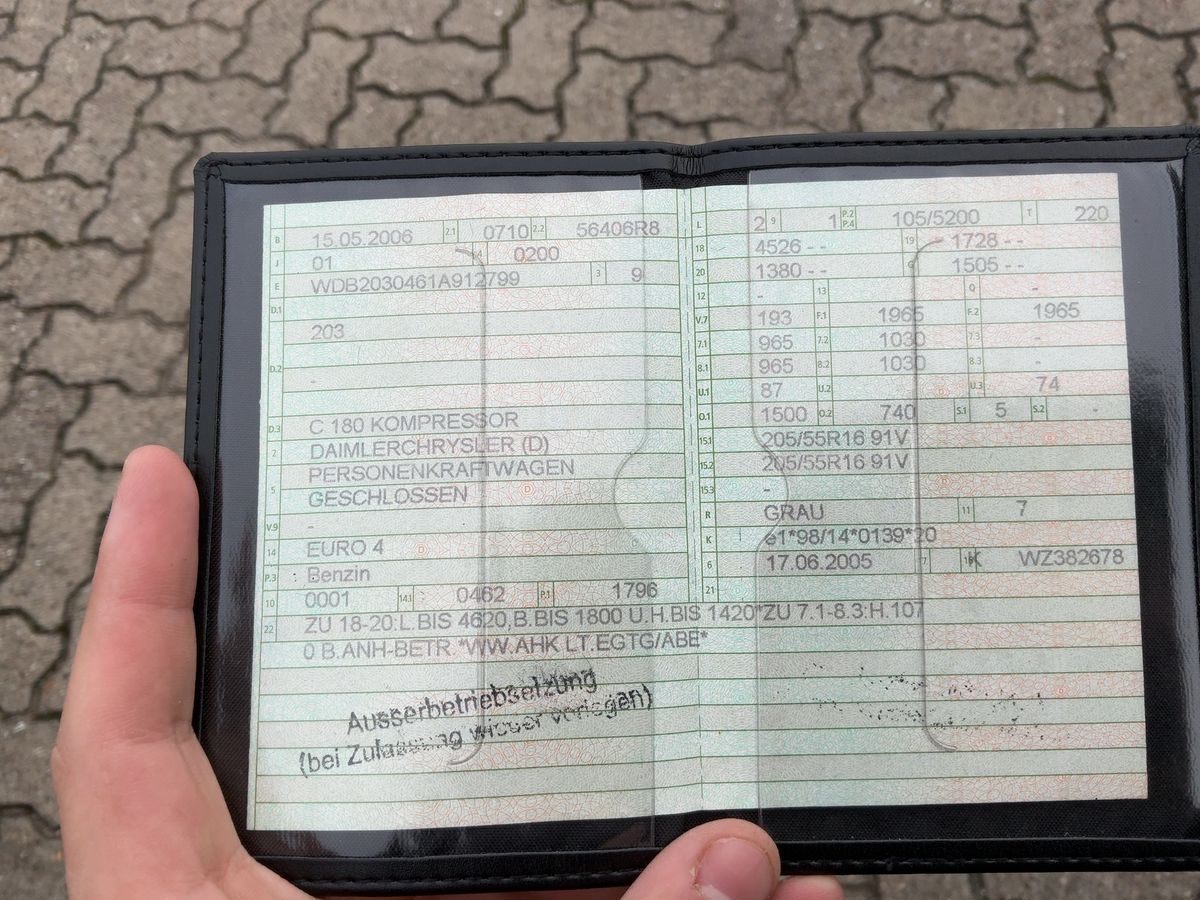 B 15.05.2006 2.1 0710 2.2 56406R8
J 01 4 0200
E WDB2030461A912799 3 9
D.1
203
D.2 -
D.3 C 180 KOMPRESSOR
2 DAIMLERCHRYSLER (D)
PERSONENKRAFTWAGEN
5 GESCHLOSSEN
V.9 -
14 EURO 4
P.3 : Benzin
10 0001 14.1 0462 P.1 1796
L 2 9 1 P.2 P.4 105/5200 T 220
18 4526 - - 19 1728 - -
20 1380 - - 1505 - -
12 - 13 Q -
V.7 193 F.1 1965 F.2 1965
7.1 965 7.2 1030 7.3 -
8.1 965 8.2 1030 8.3 -
U.1 87 U.2 U.3 74
O.1 1500 O.2 740 S.1 5 S.2 -
15.1 205/55R16 91V
15.2 205/55R16 91V
15.3 -
R GRAU 11 7
K e1*98/14*0139*20
6 17.06.2005 17 16 K WZ382678
21
22 ZU 18-20:L.BIS 4620,B.BIS 1800 U.H.BIS 1420*ZU 7.1-8.3:H.107
0 B.ANH-BETR *WW.AHK LT.EGTG/ABE*
Ausserbetriebsetzung
(bei Zulassung wieder vorlegen)